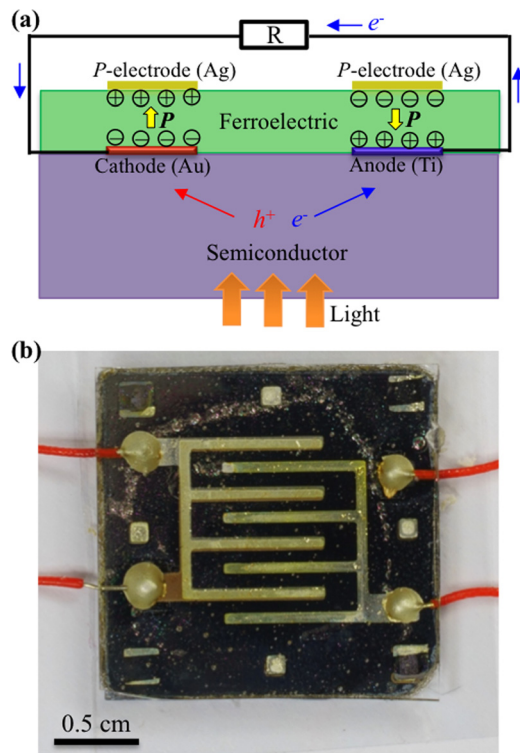 (a)
R
e-
P-electrode (Ag)
P-electrode (Ag)
⊕ ⊕ ⊕ ⊕
⊖ ⊖ ⊖ ⊖
P
Ferroelectric
P
⊖ ⊖ ⊖ ⊖
⊕ ⊕ ⊕ ⊕
Cathode (Au)
Anode (Ti)
h+
e-
Semiconductor
Light
(b)
0.5 cm